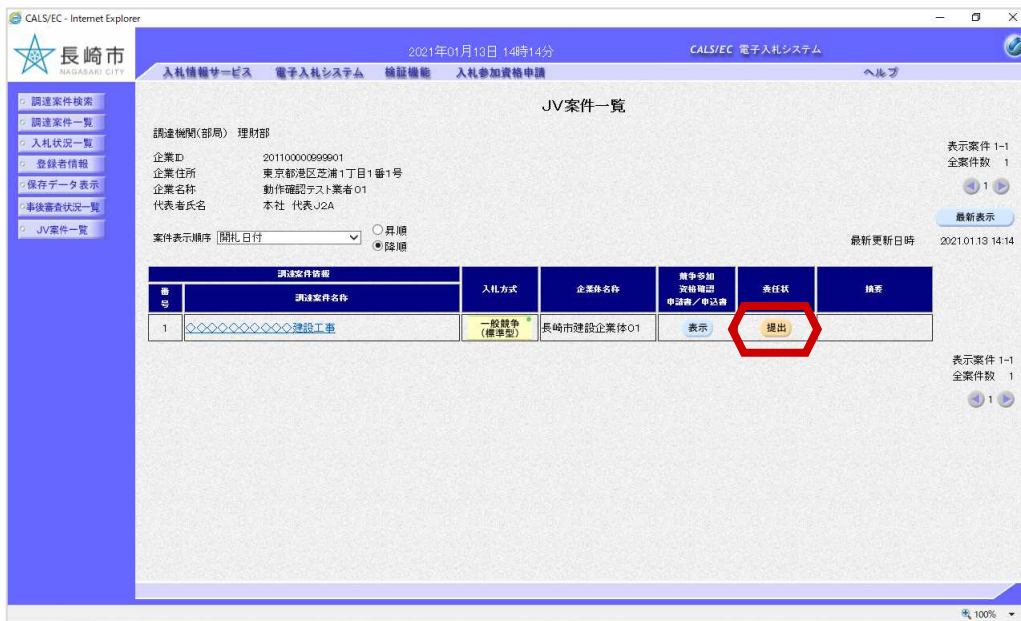 CALS/EC - Internet Explorer
長崎市
NAGASAKI CITY
2021年01月13日 14時14分
CALS/EC 電子入札システム
入札情報サービス 電子入札システム 検証機能 入札参加資格申請 ヘルプ
調達案件検索
調達案件一覧
入札状況一覧
登録者情報
保存データ表示
事後審査状況一覧
JV案件一覧
JV案件一覧
調達機関(部局) 理財部
企業ID 201100000999901
企業住所 東京都港区芝浦1丁目1番1号
企業名称 動作確認テスト業者01
代表者氏名 本社 代表J2A
表示案件 1-1
全案件数 1
1
最新表示
案件表示順序 開札日付
昇順
降順
最新更新日時 2021.01.13 14:14
調達案件情報
番号
調達案件名称
入札方式
企業体名称
競争参加資格確認申請書/申込書
委任状
摘要
1 ◇◇◇◇◇◇◇◇◇◇建設工事 一般競争(標準型) 長崎市建設企業体01 表示 提出
表示案件 1-1
全案件数 1
1
100%